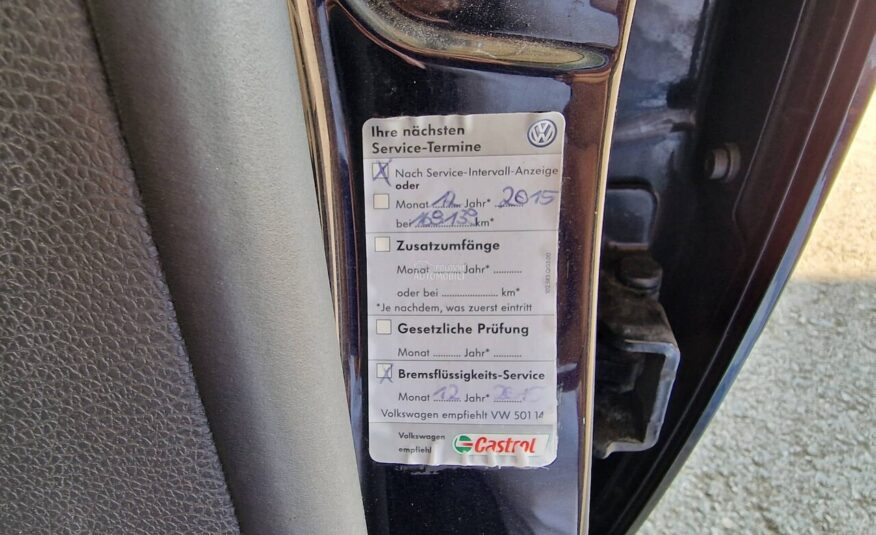 Ihre nächsten
Service-Termine
X Nach Service-Intervall-Anzeige
oder
Monat 12 Jahr* 2015
bei 169139 km*
Zusatzumfänge
Monat ........ Jahr* ........
oder bei ................ km*
*Je nachdem, was zuerst eintritt
Gesetzliche Prüfung
Monat ........ Jahr* ........
X Bremsflüssigkeits-Service
Monat 12 Jahr* 2015
Volkswagen empfiehlt VW 501 14
Volkswagen
empfiehlt
Castrol